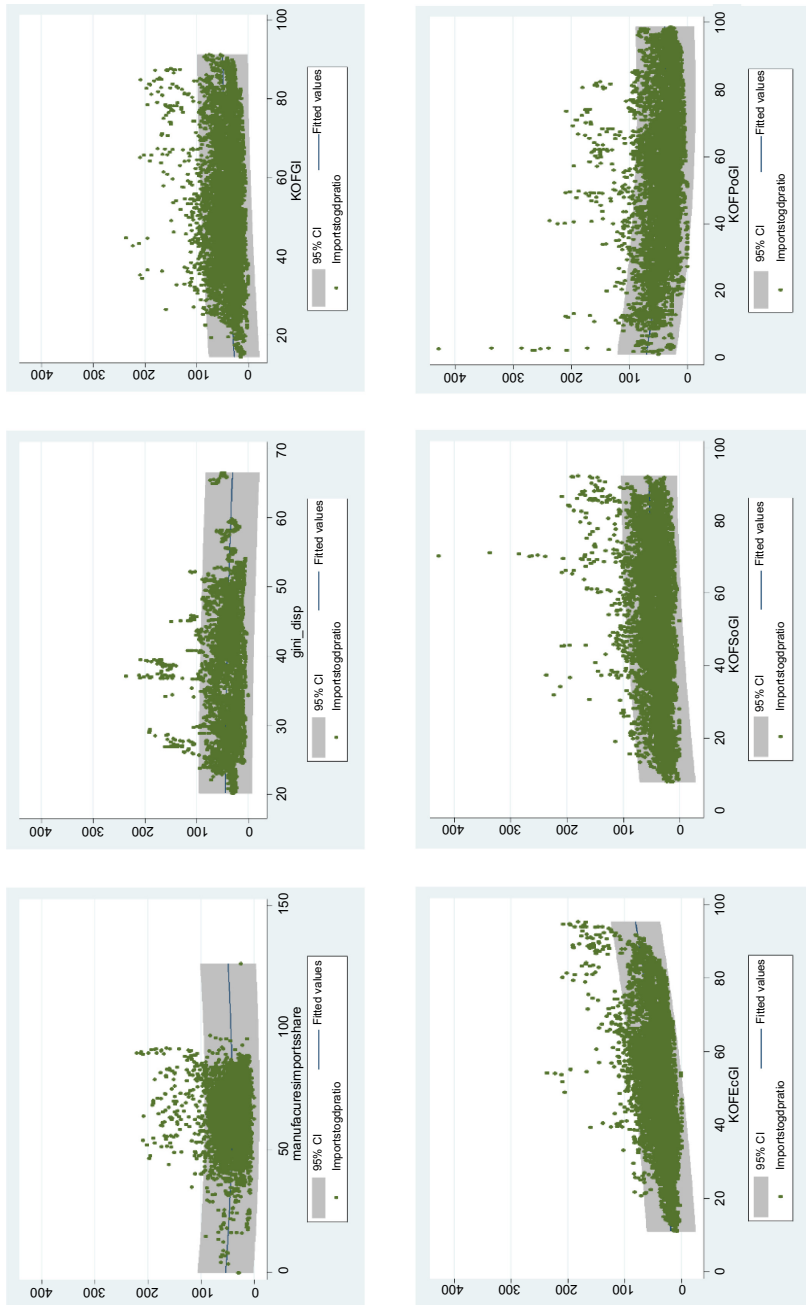 400
300
200
100
0
0 50 100 150
manufacuresimportsshare
95% CI Fitted values
Importstogdpratio
400
300
200
100
0
20 30 40 50 60 70
gini_disp
95% CI Fitted values
Importstogdpratio
400
300
200
100
0
20 40 60 80 100
KOFGI
95% CI Fitted values
Importstogdpratio
400
300
200
100
0
0 20 40 60 80 100
KOFEcGI
95% CI Fitted values
Importstogdpratio
400
300
200
100
0
0 20 40 60 80 100
KOFSoGI
95% CI Fitted values
Importstogdpratio
400
300
200
100
0
0 20 40 60 80 100
KOFPoGI
95% CI Fitted values
Importstogdpratio